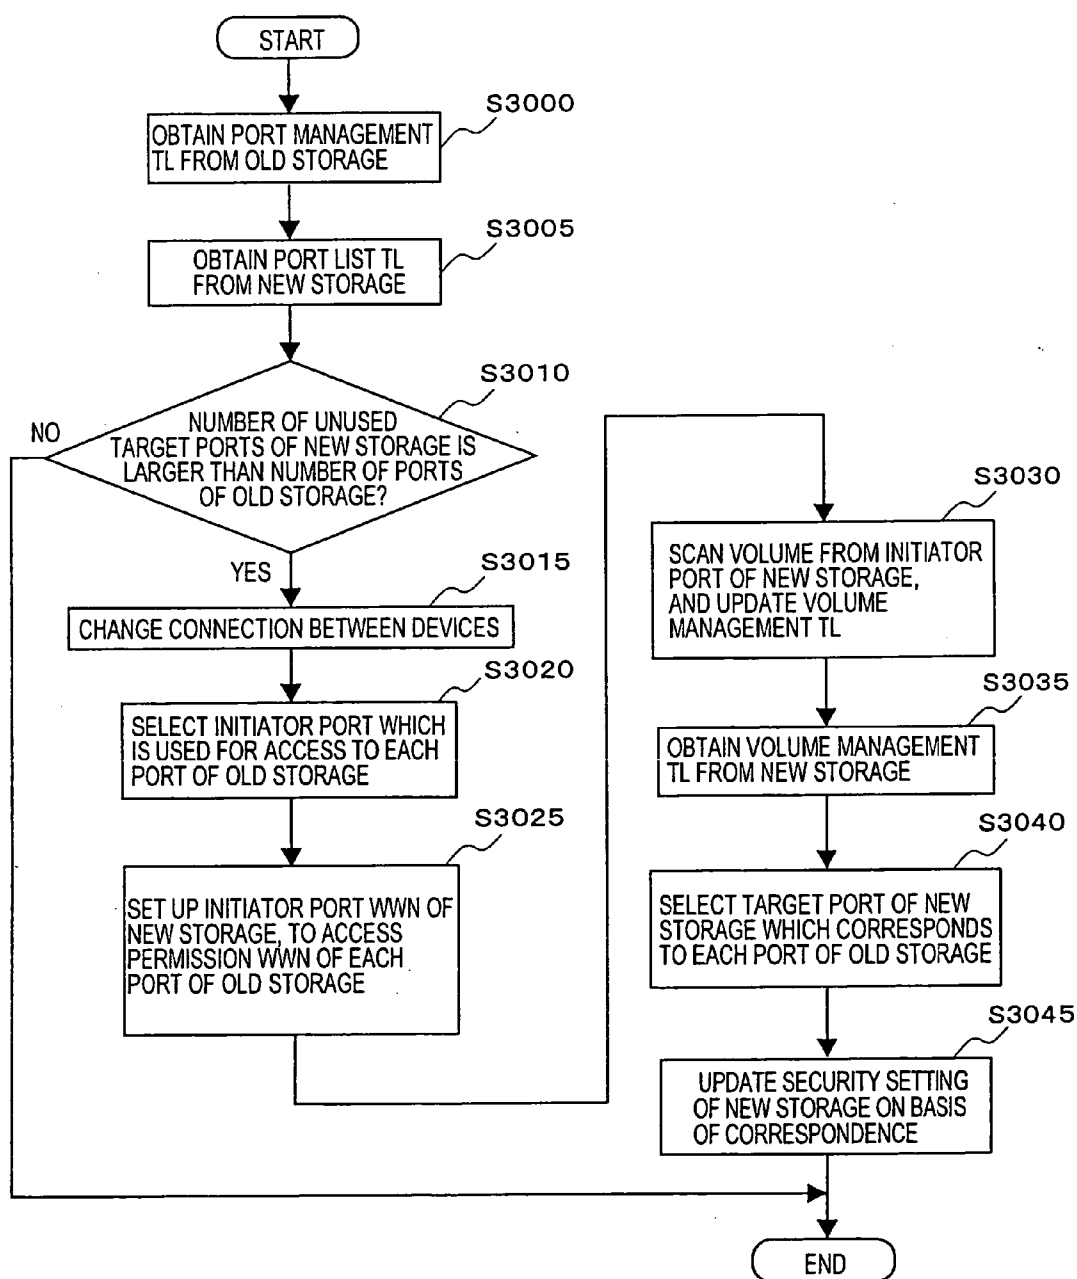 START
S3000
OBTAIN PORT MANAGEMENT
TL FROM OLD STORAGE
S3005
OBTAIN PORT LIST TL
FROM NEW STORAGE
S3010
NO
NUMBER OF UNUSED
TARGET PORTS OF NEW STORAGE IS
LARGER THAN NUMBER OF PORTS
OF OLD STORAGE?
YES
S3015
CHANGE CONNECTION BETWEEN DEVICES
S3020
SELECT INITIATOR PORT WHICH
IS USED FOR ACCESS TO EACH
PORT OF OLD STORAGE
S3025
SET UP INITIATOR PORT WWN OF
NEW STORAGE, TO ACCESS
PERMISSION WWN OF EACH
PORT OF OLD STORAGE
S3030
SCAN VOLUME FROM INITIATOR
PORT OF NEW STORAGE,
AND UPDATE VOLUME
MANAGEMENT TL
S3035
OBTAIN VOLUME MANAGEMENT
TL FROM NEW STORAGE
S3040
SELECT TARGET PORT OF NEW
STORAGE WHICH CORRESPONDS
TO EACH PORT OF OLD STORAGE
S3045
UPDATE SECURITY SETTING
OF NEW STORAGE ON BASIS
OF CORRESPONDENCE
END